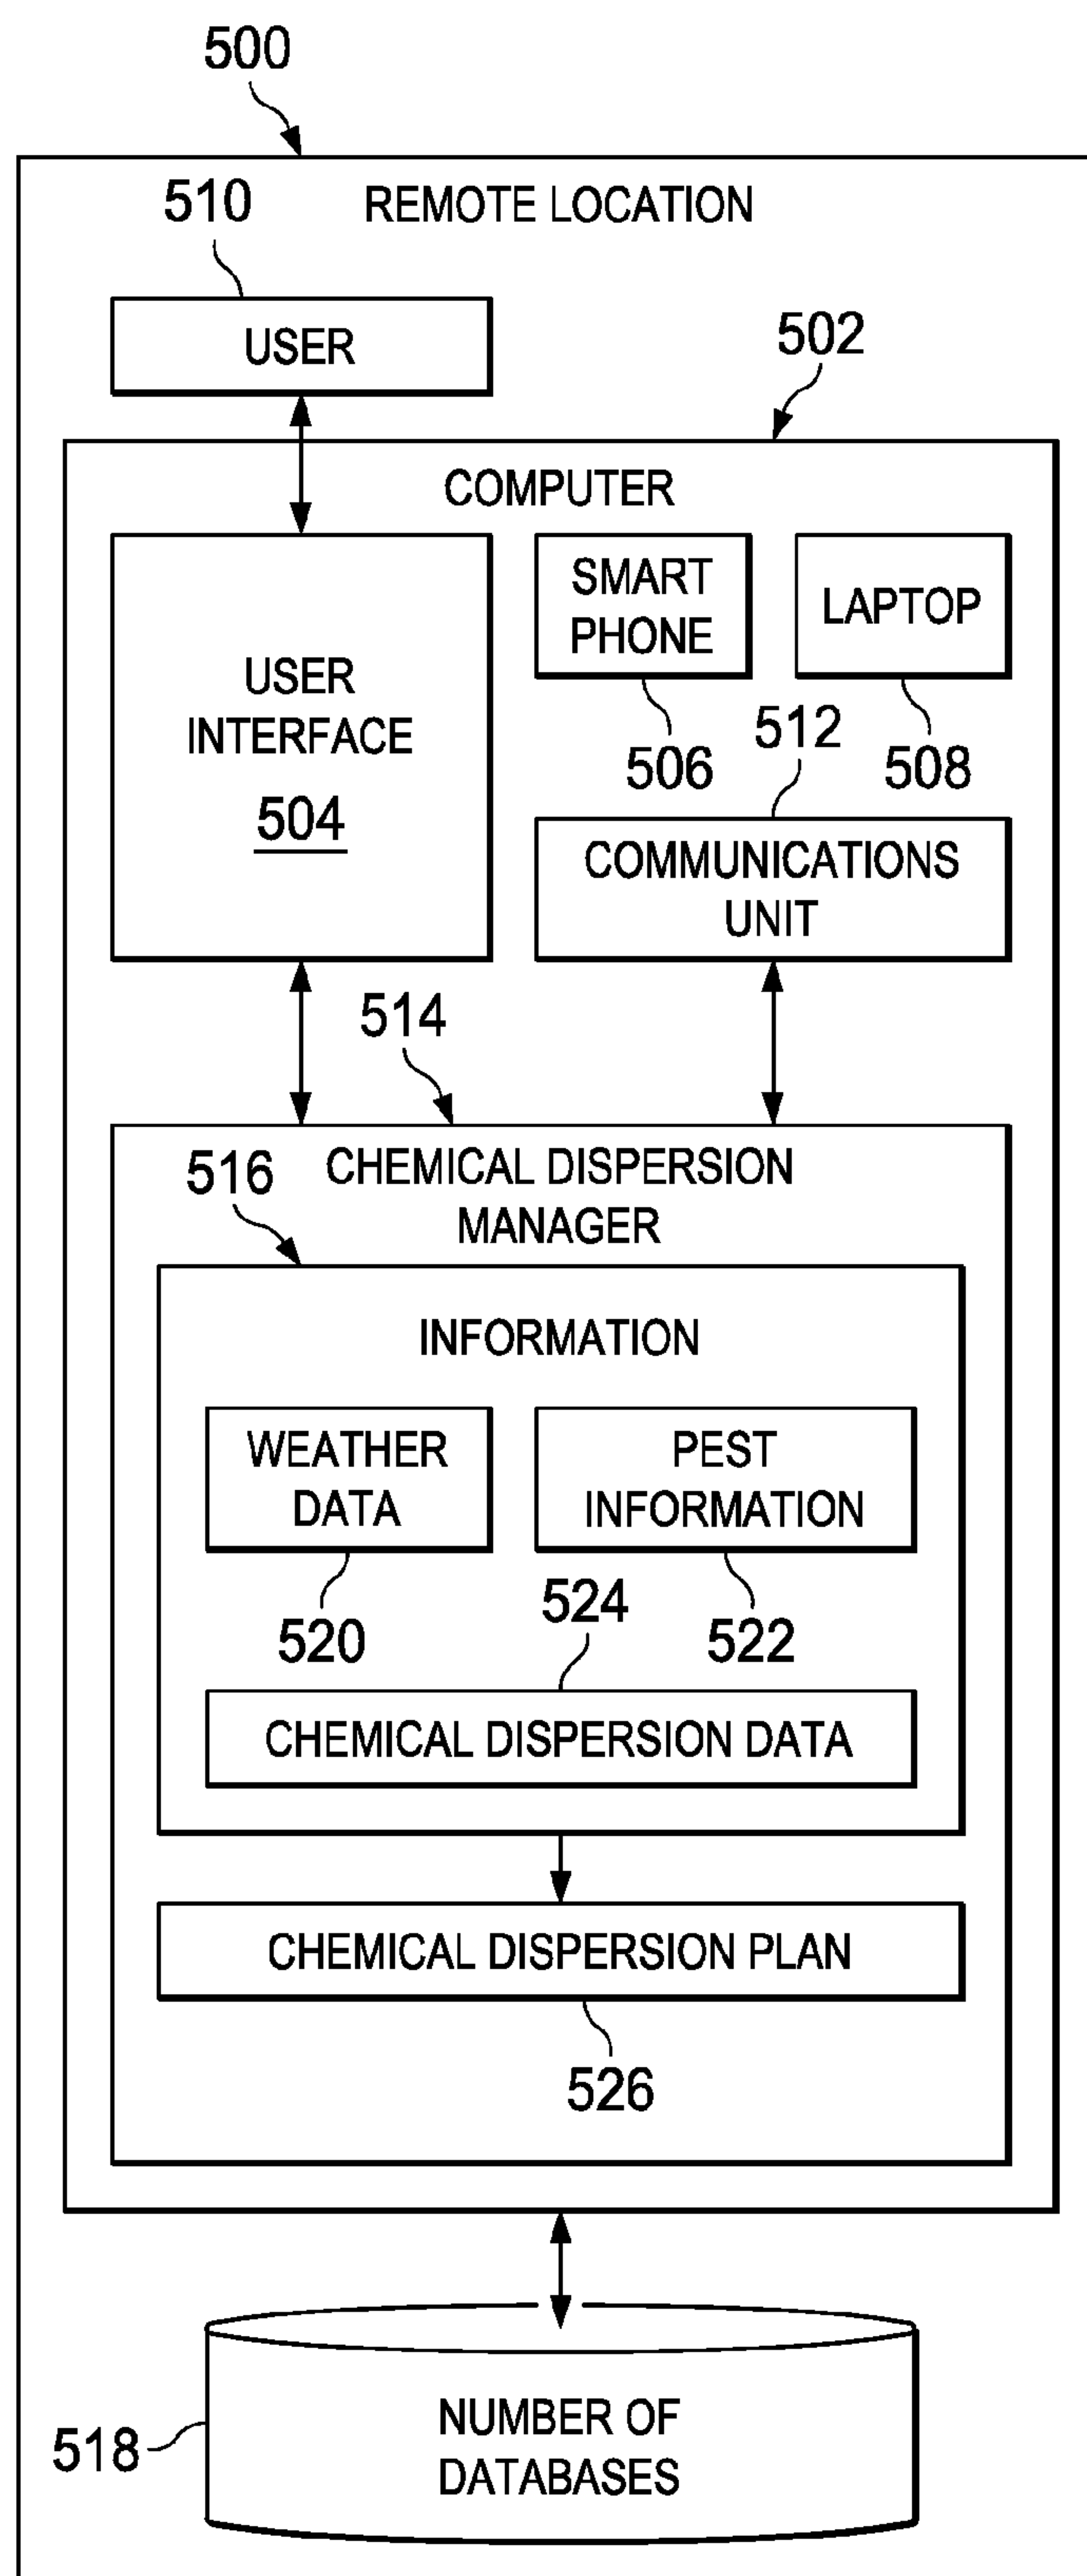 500
REMOTE LOCATION
510
USER
502
COMPUTER
USER
INTERFACE
504
SMART
PHONE
506
LAPTOP
508
512
COMMUNICATIONS
UNIT
514
CHEMICAL DISPERSION
MANAGER
516
INFORMATION
WEATHER
DATA
520
PEST
INFORMATION
522
524
CHEMICAL DISPERSION DATA
CHEMICAL DISPERSION PLAN
526
518
NUMBER OF
DATABASES